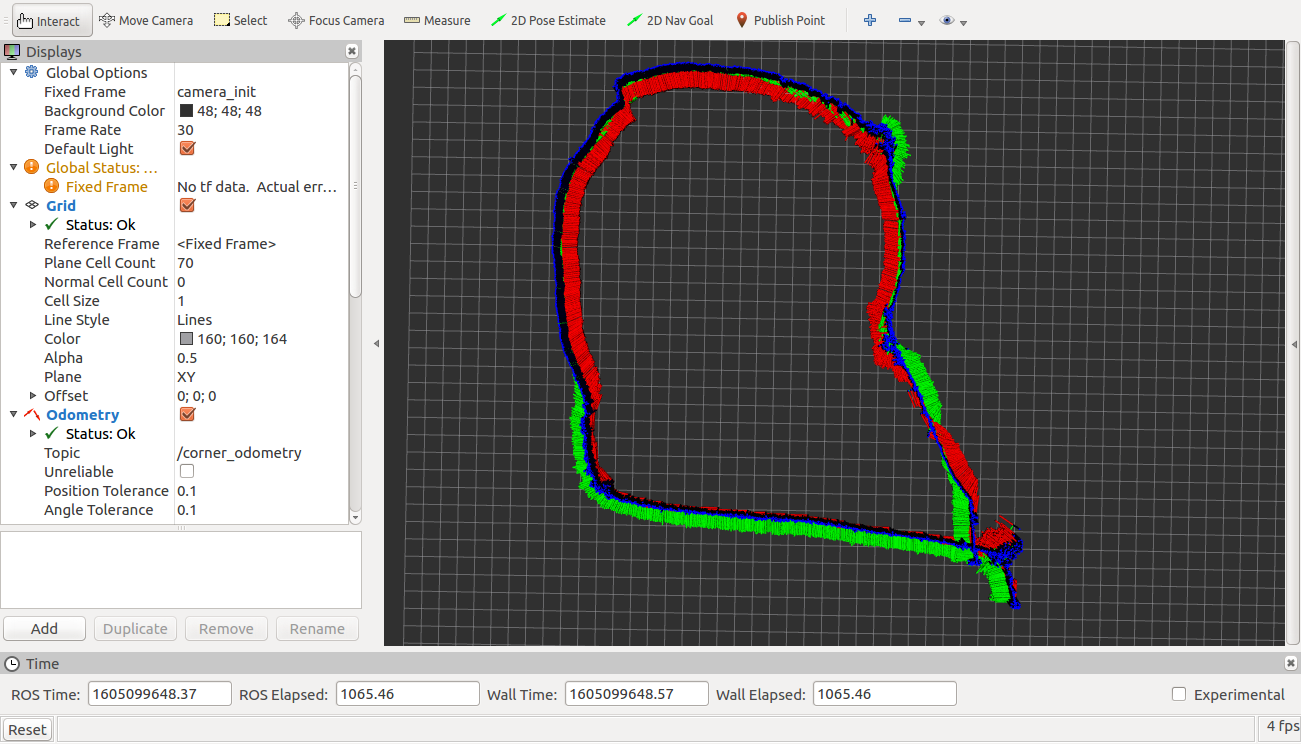 Interact Move Camera Select Focus Camera Measure 2D Pose Estimate 2D Nav Goal Publish Point
Displays
Global Options
Fixed Frame camera_init
Background Color 48; 48; 48
Frame Rate 30
Default Light
Global Status: ...
Fixed Frame No tf data. Actual err...
Grid
Status: Ok
Reference Frame <Fixed Frame>
Plane Cell Count 70
Normal Cell Count 0
Cell Size 1
Line Style Lines
Color 160; 160; 164
Alpha 0.5
Plane XY
Offset 0; 0; 0
Odometry
Status: Ok
Topic /corner_odometry
Unreliable
Position Tolerance 0.1
Angle Tolerance 0.1
Add Duplicate Remove Rename
Time
ROS Time: 1605099648.37 ROS Elapsed: 1065.46 Wall Time: 1605099648.57 Wall Elapsed: 1065.46 Experimental
Reset 4 fps